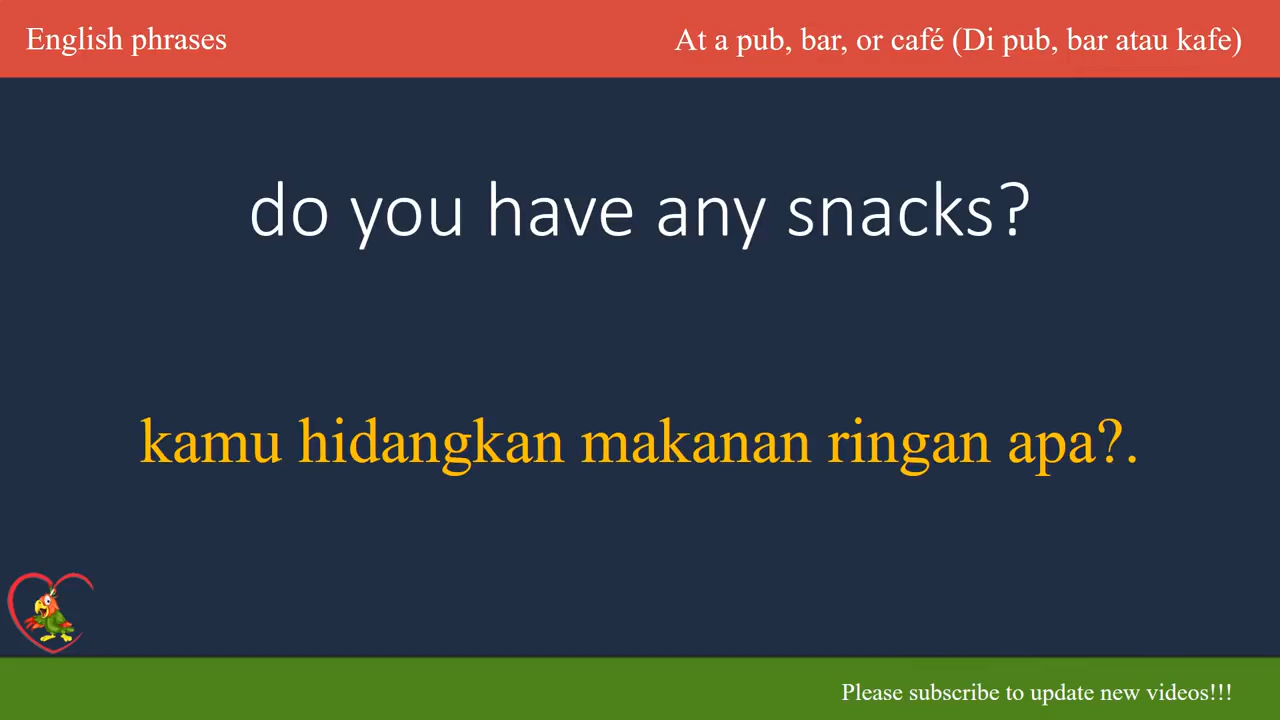 English phrases
At a pub, bar, or café (Di pub, bar atau kafe)
do you have any snacks?
kamu hidangkan makanan ringan apa?.
Please subscribe to update new videos!!!